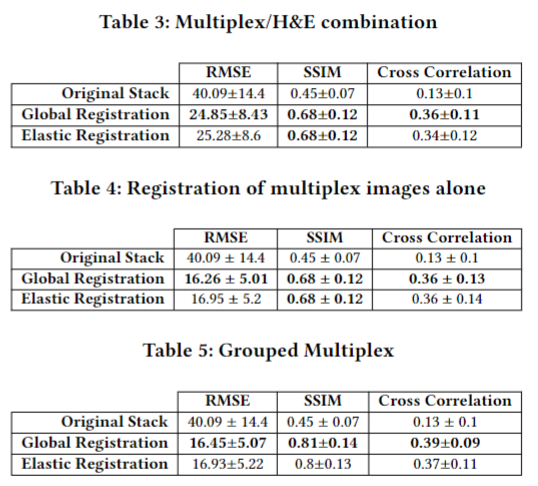 Table 3: Multiplex/H&E combination
RMSE SSIM Cross Correlation
Original Stack 40.09±14.4 0.45±0.07 0.13±0.1
Global Registration 24.85±8.43 0.68±0.12 0.36±0.11
Elastic Registration 25.28±8.6 0.68±0.12 0.34±0.12
Table 4: Registration of multiplex images alone
RMSE SSIM Cross Correlation
Original Stack 40.09 ± 14.4 0.45 ± 0.07 0.13 ± 0.1
Global Registration 16.26 ± 5.01 0.68 ± 0.12 0.36 ± 0.13
Elastic Registration 16.95 ± 5.2 0.68 ± 0.12 0.36 ± 0.14
Table 5: Grouped Multiplex
RMSE SSIM Cross Correlation
Original Stack 40.09 ± 14.4 0.45 ± 0.07 0.13 ± 0.1
Global Registration 16.45±5.07 0.81±0.14 0.39±0.09
Elastic Registration 16.93±5.22 0.8±0.13 0.37±0.11